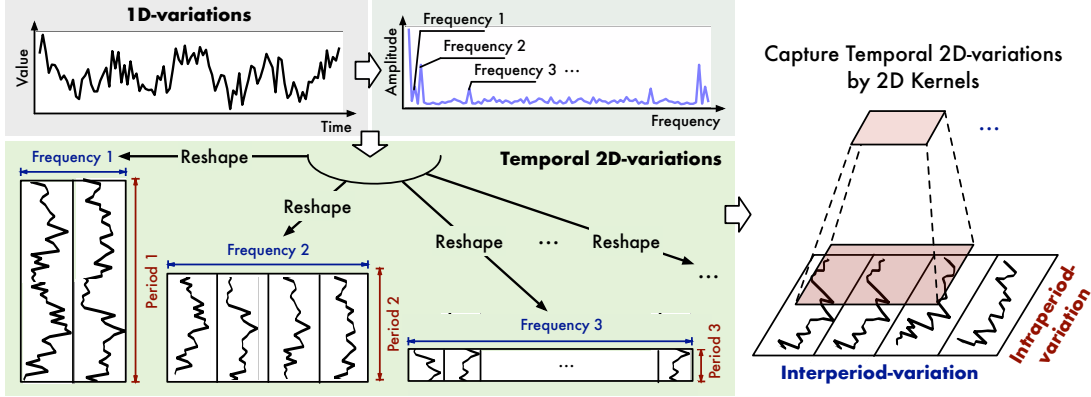 1D-variations
Value
Time
Amplitude
Frequency 1
Frequency 2
Frequency 3 ...
Frequency
Capture Temporal 2D-variations
by 2D Kernels
...
Temporal 2D-variations
Frequency 1
Reshape
Reshape
Reshape
...
Reshape
...
Period 1
Frequency 2
Period 2
Frequency 3
...
Period 3
Interperiod-variation
Intraperiod-
variation